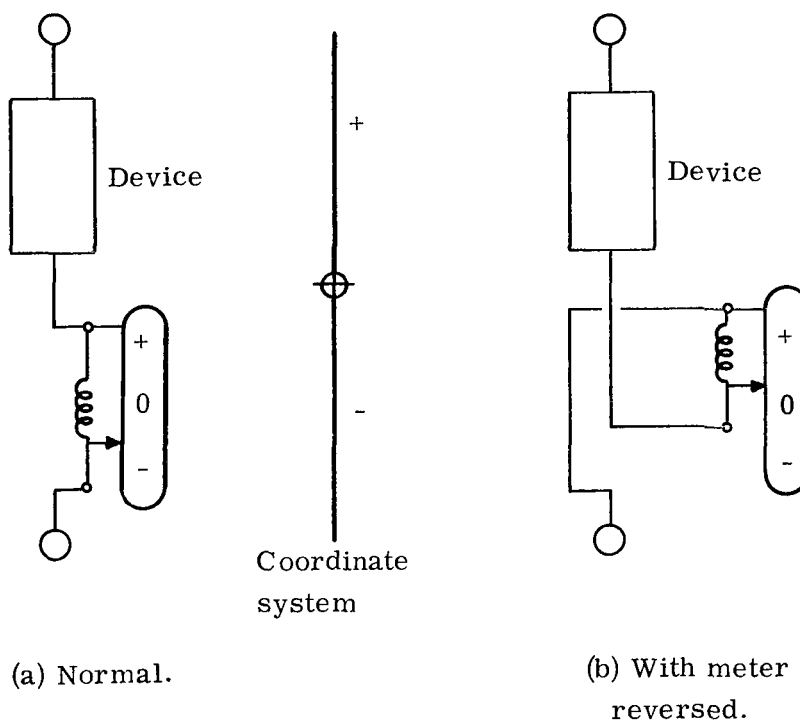 Device
+
0
-
+
-
Coordinate
system
(a) Normal.
Device
+
0
-
(b) With meter
reversed.